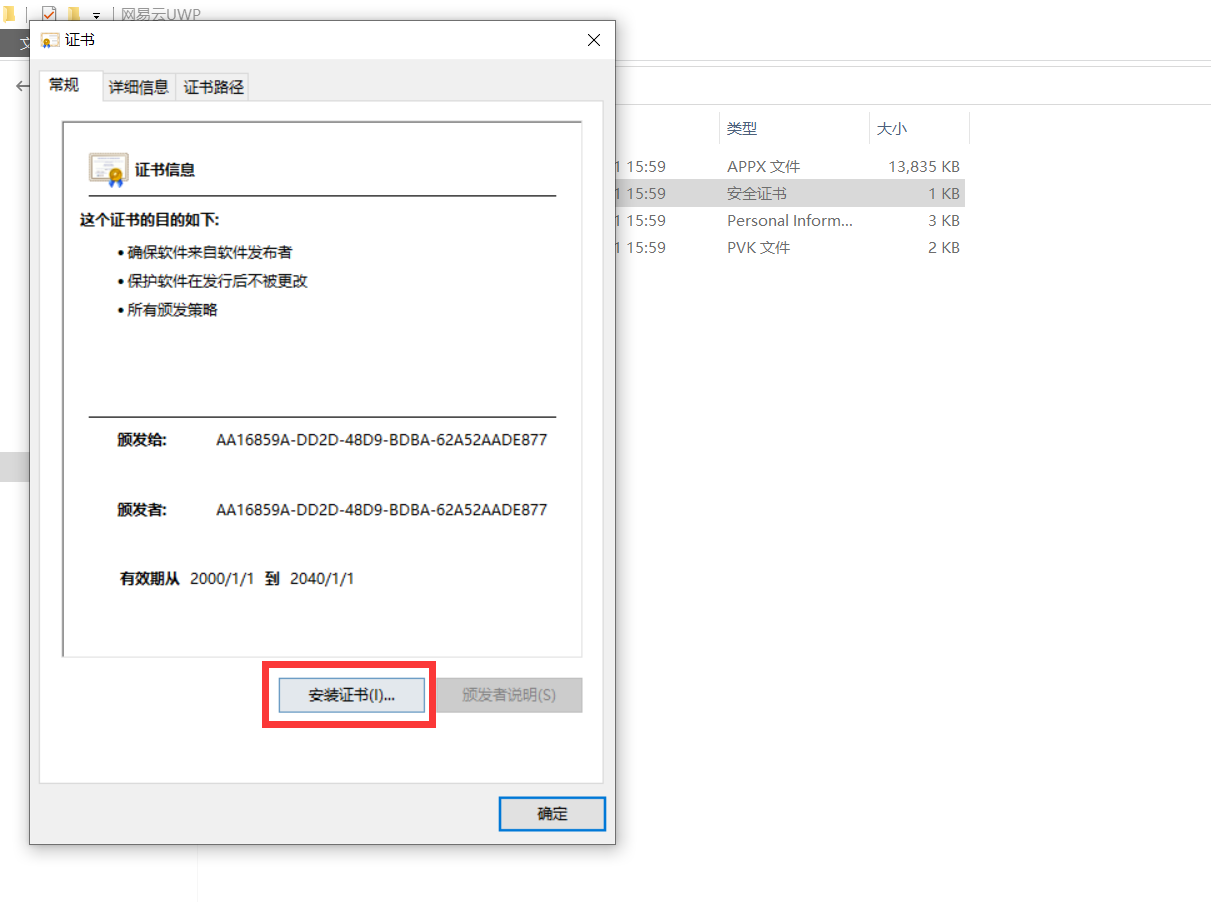 网易云UWP
文
证书
常规 详细信息 证书路径
证书信息
这个证书的目的如下:
• 确保软件来自软件发布者
• 保护软件在发行后不被更改
• 所有颁发策略
颁发给: AA16859A-DD2D-48D9-BDBA-62A52AADE877
颁发者: AA16859A-DD2D-48D9-BDBA-62A52AADE877
有效期从 2000/1/1 到 2040/1/1
安装证书(I)... 颁发者说明(S)
确定
类型 大小
1 15:59 APPX 文件 13,835 KB
1 15:59 安全证书 1 KB
1 15:59 Personal Inform... 3 KB
1 15:59 PVK 文件 2 KB